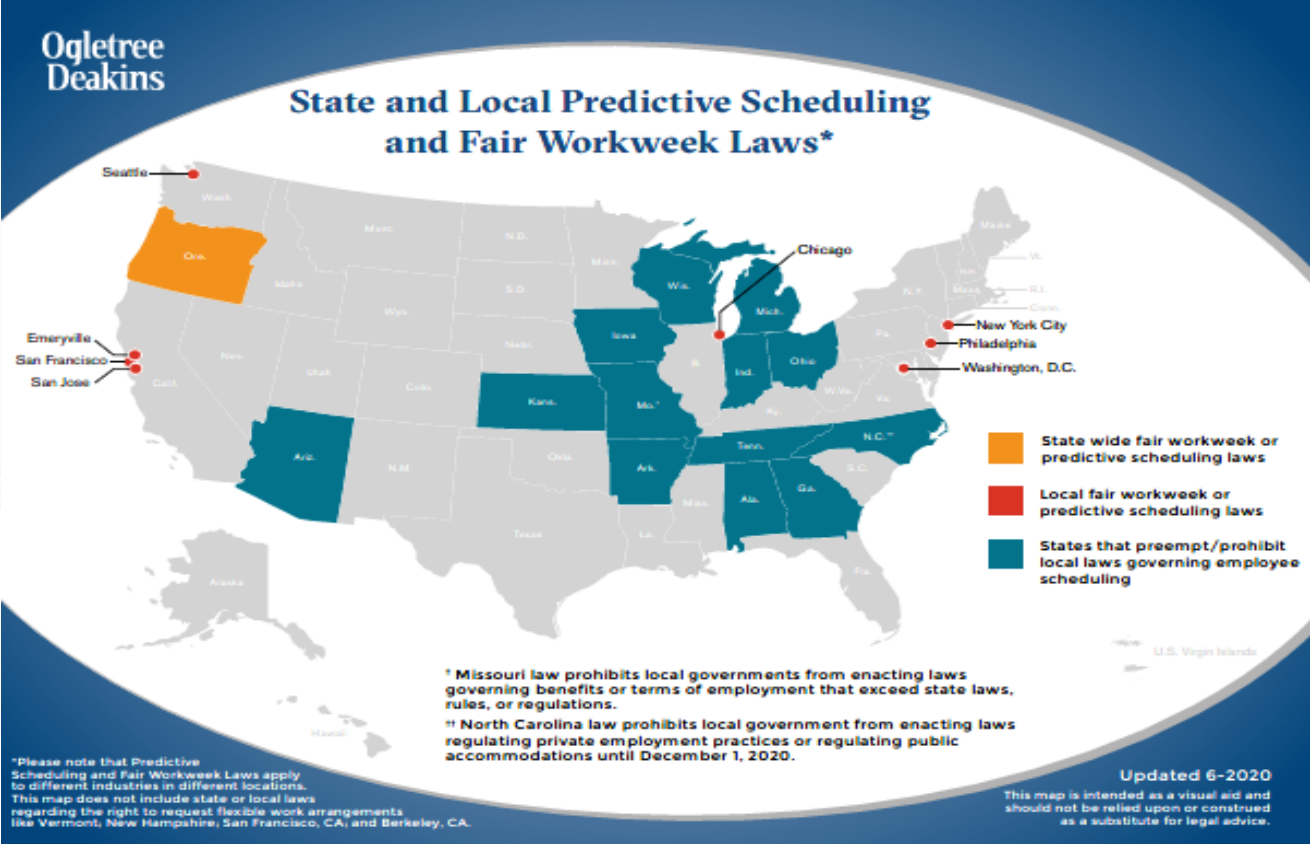 Ogletree
Deakins
State and Local Predictive Scheduling
and Fair Workweek Laws*
Seattle
Wash.
Ore.
Mont.
Idaho
Wyo.
N.D.
S.D.
Minn.
Wis.
Mich.
Chicago
Maine
Vt.
N.H.
Mass.
R.I.
Conn.
N.Y.
New York City
Pa.
Philadelphia
Washington, D.C.
Emeryville
San Francisco
San Jose
Calif.
Nev.
Utah
Colo.
Nebr.
Iowa
Ind.
Ohio
W.Va.
Va.
Kans.
Mo.†
Ky.
Tenn.
N.C.††
S.C.
Ariz.
N.M.
Okla.
Ark.
Miss.
Ala.
Ga.
Texas
La.
Fla.
Alaska
Hawaii
U.S. Virgin Islands
State wide fair workweek or
predictive scheduling laws
Local fair workweek or
predictive scheduling laws
States that preempt/prohibit
local laws governing employee
scheduling
† Missouri law prohibits local governments from enacting laws
governing benefits or terms of employment that exceed state laws,
rules, or regulations.
†† North Carolina law prohibits local government from enacting laws
regulating private employment practices or regulating public
accommodations until December 1, 2020.
*Please note that Predictive
Scheduling and Fair Workweek Laws apply
to different industries in different locations.
This map does not include state or local laws
regarding the right to request flexible work arrangements
like Vermont; New Hampshire; San Francisco, CA; and Berkeley, CA.
Updated 6-2020
This map is intended as a visual aid and
should not be relied upon or construed
as a substitute for legal advice.